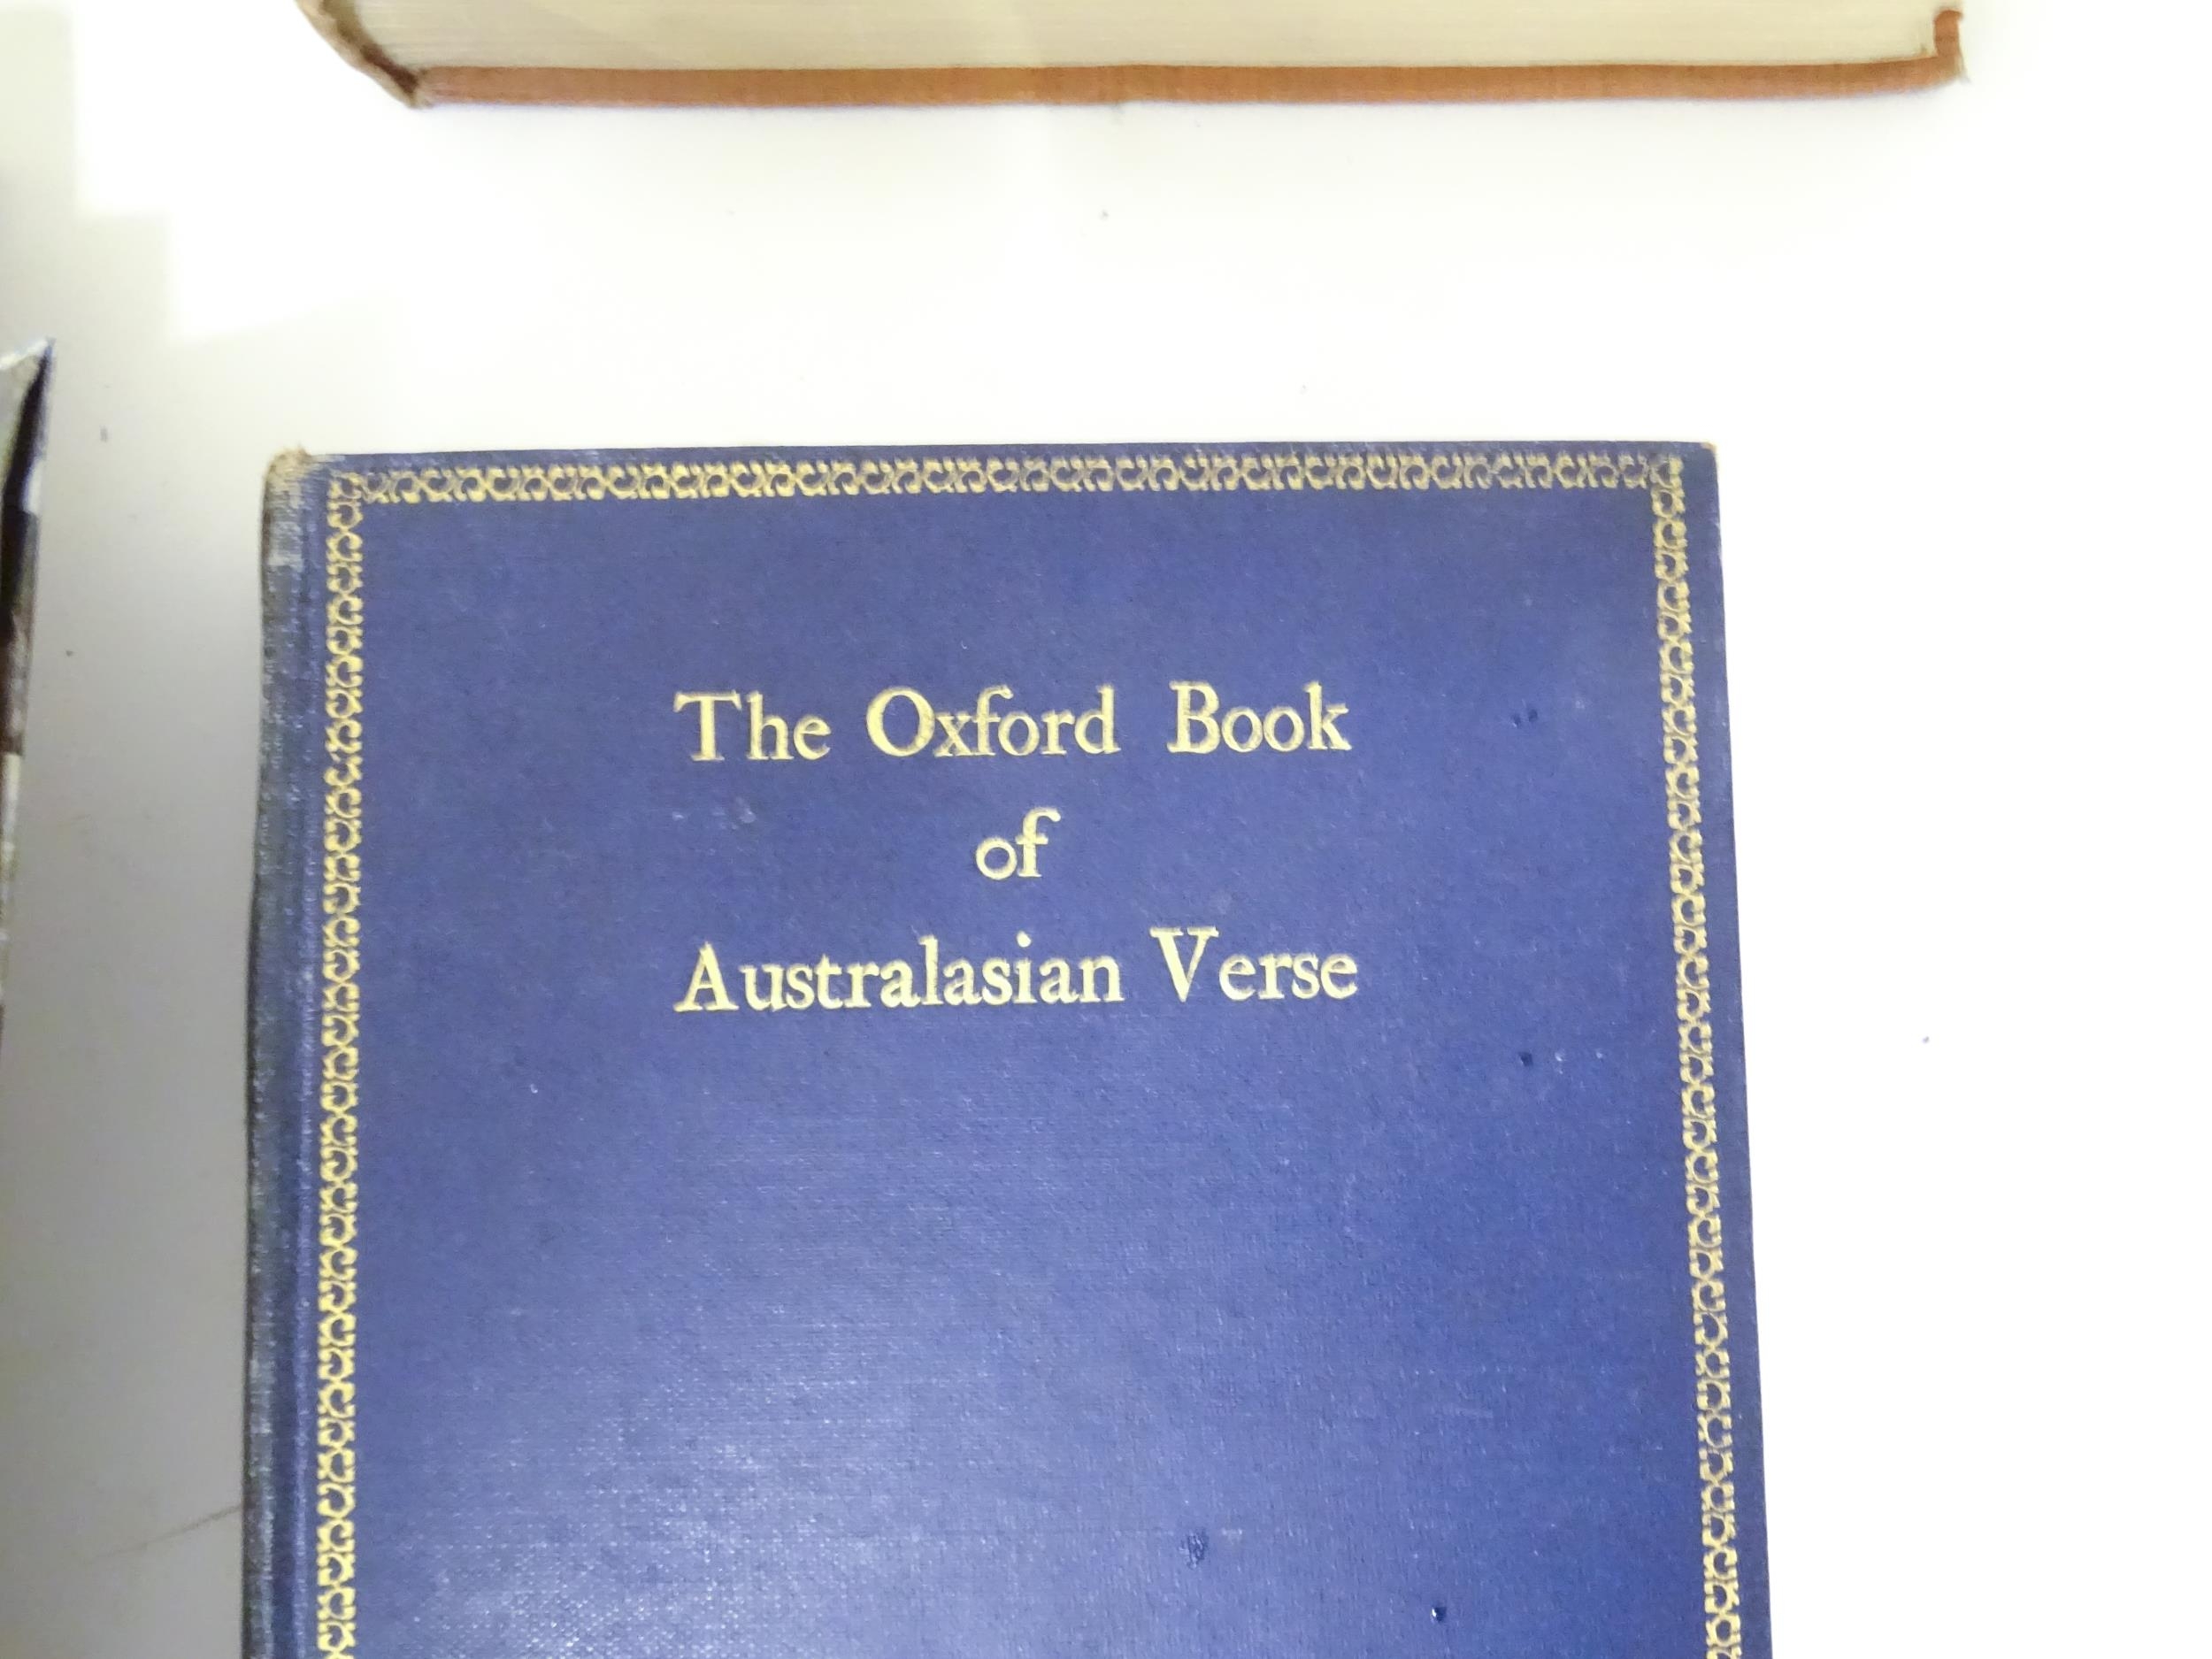 The Oxford Book
of
Australasian Verse